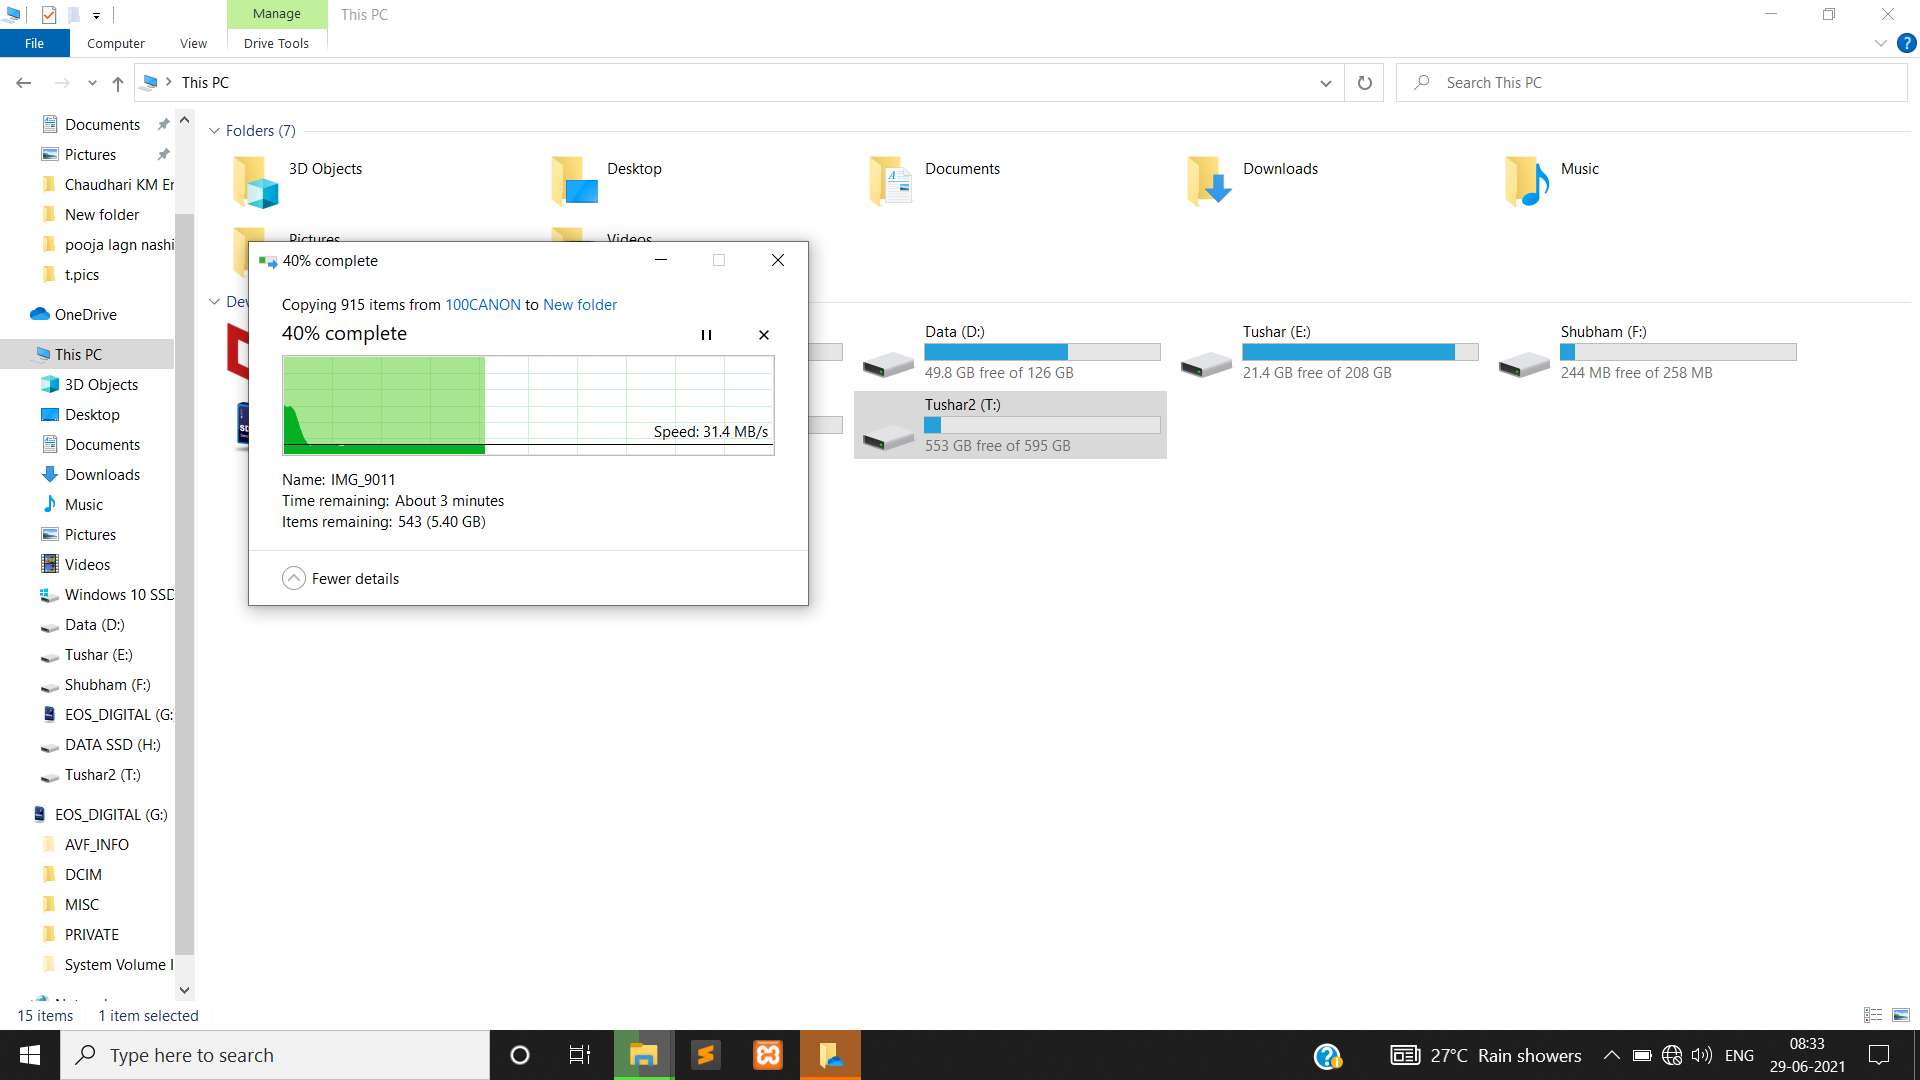 Manage
This PC
File
Computer
View
Drive Tools
This PC
Search This PC
Documents
Pictures
Chaudhari KM Er
New folder
pooja lagn nashi
t.pics
OneDrive
This PC
3D Objects
Desktop
Documents
Downloads
Music
Pictures
Videos
Windows 10 SSD
Data (D:)
Tushar (E:)
Shubham (F:)
EOS_DIGITAL (G:
DATA SSD (H:)
Tushar2 (T:)
EOS_DIGITAL (G:)
AVF_INFO
DCIM
MISC
PRIVATE
System Volume I
Folders (7)
3D Objects
Desktop
Documents
Downloads
Music
Pictures
Videos
Dev
Data (D:)
49.8 GB free of 126 GB
Tushar (E:)
21.4 GB free of 208 GB
Shubham (F:)
244 MB free of 258 MB
Tushar2 (T:)
553 GB free of 595 GB
40% complete
Copying 915 items from 100CANON to New folder
40% complete
Speed: 31.4 MB/s
Name: IMG_9011
Time remaining: About 3 minutes
Items remaining: 543 (5.40 GB)
Fewer details
15 items
1 item selected
Type here to search
27°C Rain showers
ENG
08:33
29-06-2021